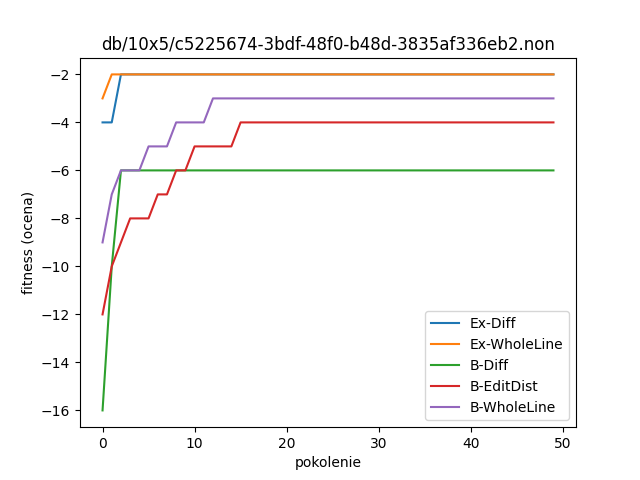 db/10x5/c5225674-3bdf-48f0-b48d-3835af336eb2.non
−2
−4
−6
−8
−10
−12
−14
−16
fitness (ocena)
Ex-Diff
Ex-WholeLine
B-Diff
B-EditDist
B-WholeLine
0
10
20
30
40
50
pokolenie